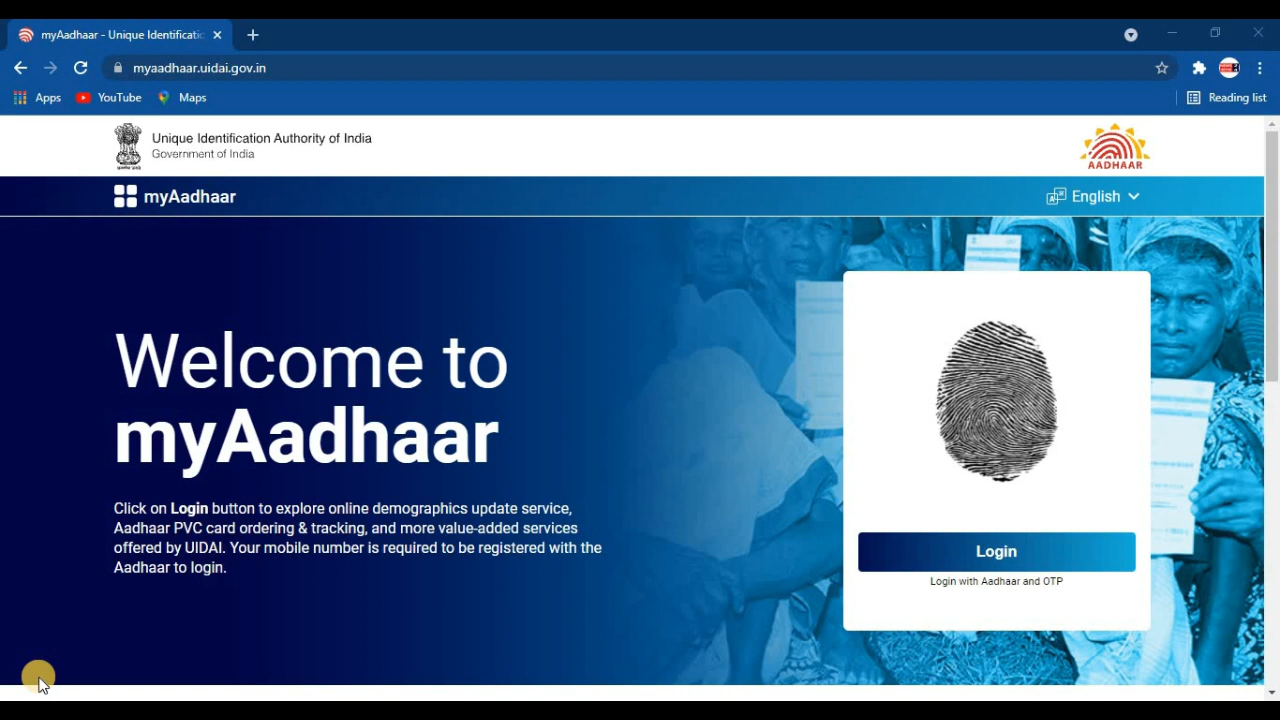 myAadhaar - Unique Identificatio
myaadhaar.uidai.gov.in
Apps YouTube Maps Reading list
Unique Identification Authority of India
Government of India
AADHAAR
myAadhaar English
Welcome to
myAadhaar
Click on Login button to explore online demographics update service,
Aadhaar PVC card ordering & tracking, and more value-added services
offered by UIDAI. Your mobile number is required to be registered with the
Aadhaar to login.
Login
Login with Aadhaar and OTP